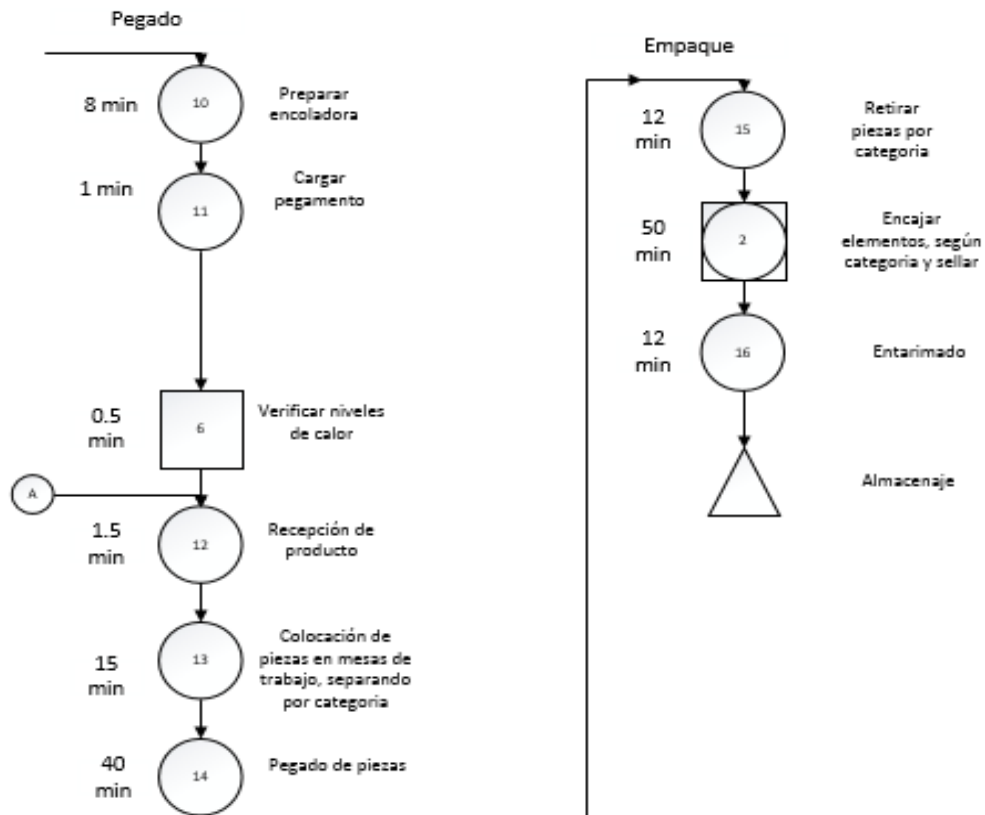 Pegado
8 min
10
Preparar
encoladora
1 min
11
Cargar
pegamento
0.5
min
6
Verificar niveles
de calor
A
1.5
min
12
Recepción de
producto
15
min
13
Colocación de
piezas en mesas de
trabajo, separando
por categoria
40
min
14
Pegado de piezas
Empaque
12
min
15
Retirar
piezas por
categoria
50
min
2
Encajar
elementos, según
categoria y sellar
12
min
16
Entarimado
Almacenaje